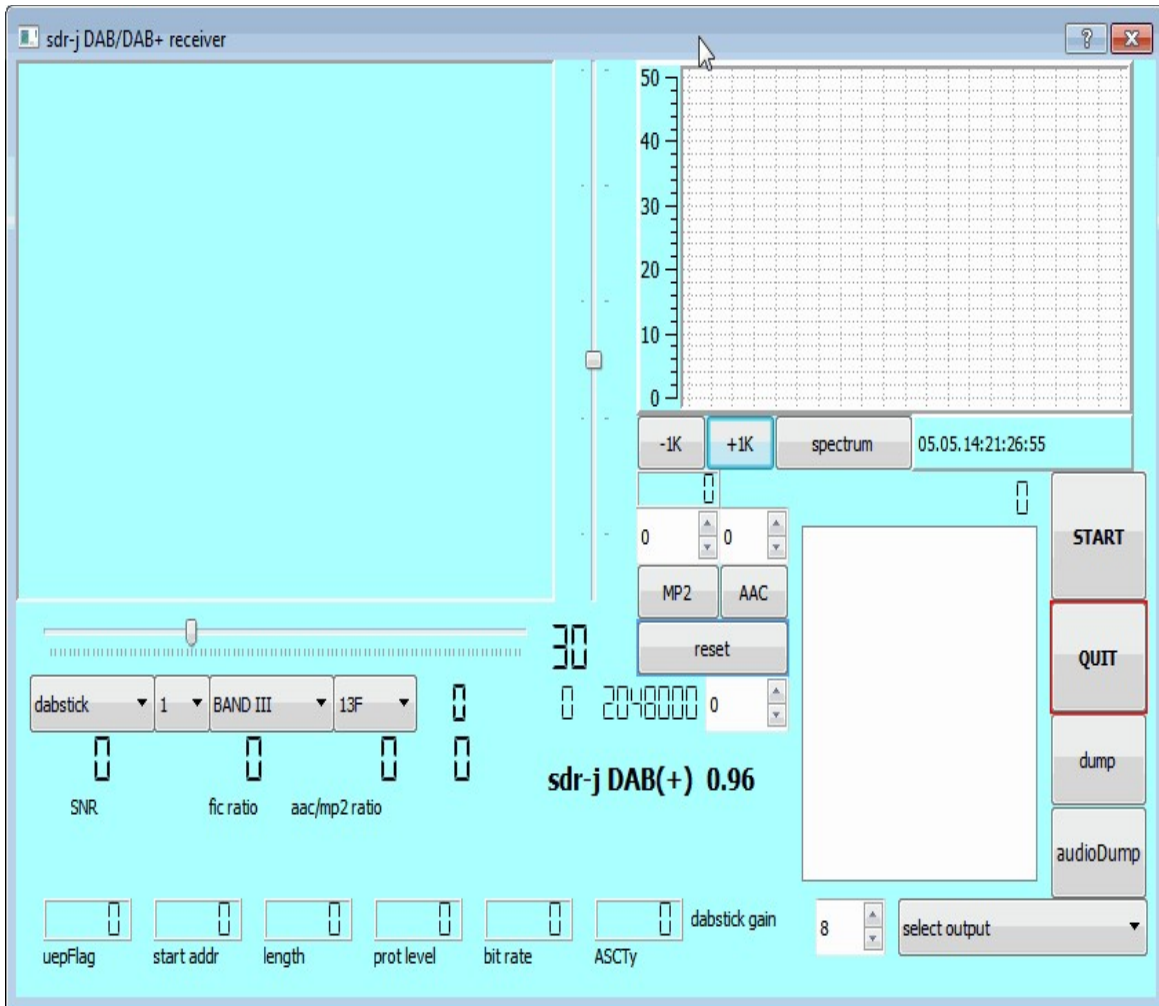 sdr-j DAB/DAB+ receiver
50
40
30
20
10
0
-1K +1K spectrum 05.05.14:21:26:55
0 0
0 0
START
MP2 AAC
reset
QUIT
30
dabstick 1 BAND III 13F 0 0 2048000 0
0 0 0 0
SNR fic ratio aac/mp2 ratio
sdr-j DAB(+) 0.96
dump
audioDump
0 0 0 0 0 0 dabstick gain 8 select output
uepFlag start addr length prot level bit rate ASCTy